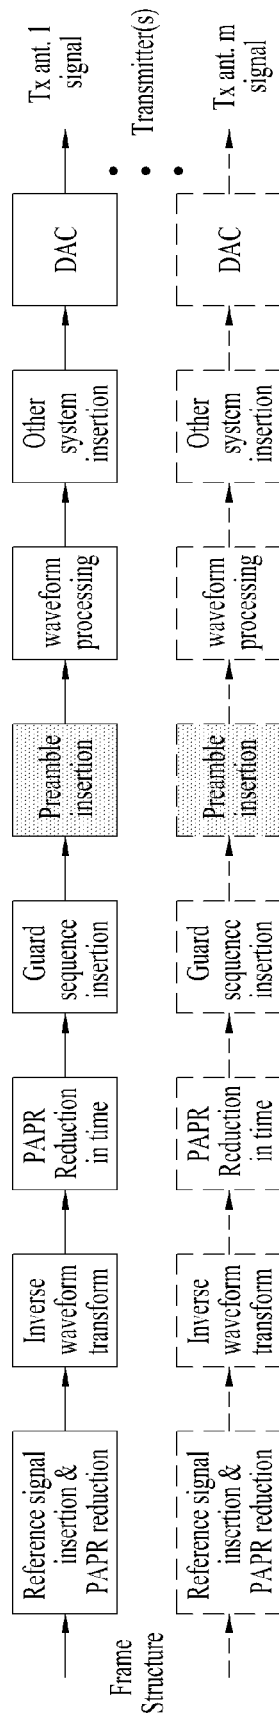 Frame
Structure
Reference signal
insertion &
PAPR reduction
Inverse
waveform
transform
PAPR
Reduction
in time
Guard
sequence
insertion
Preamble
insertion
waveform
processing
Other
system
insertion
DAC
Tx ant. 1
signal
Transmitter(s)
Reference signal
insertion &
PAPR reduction
Inverse
waveform
transform
PAPR
Reduction
in time
Guard
sequence
insertion
Preamble
insertion
waveform
processing
Other
system
insertion
DAC
Tx ant. m
signal